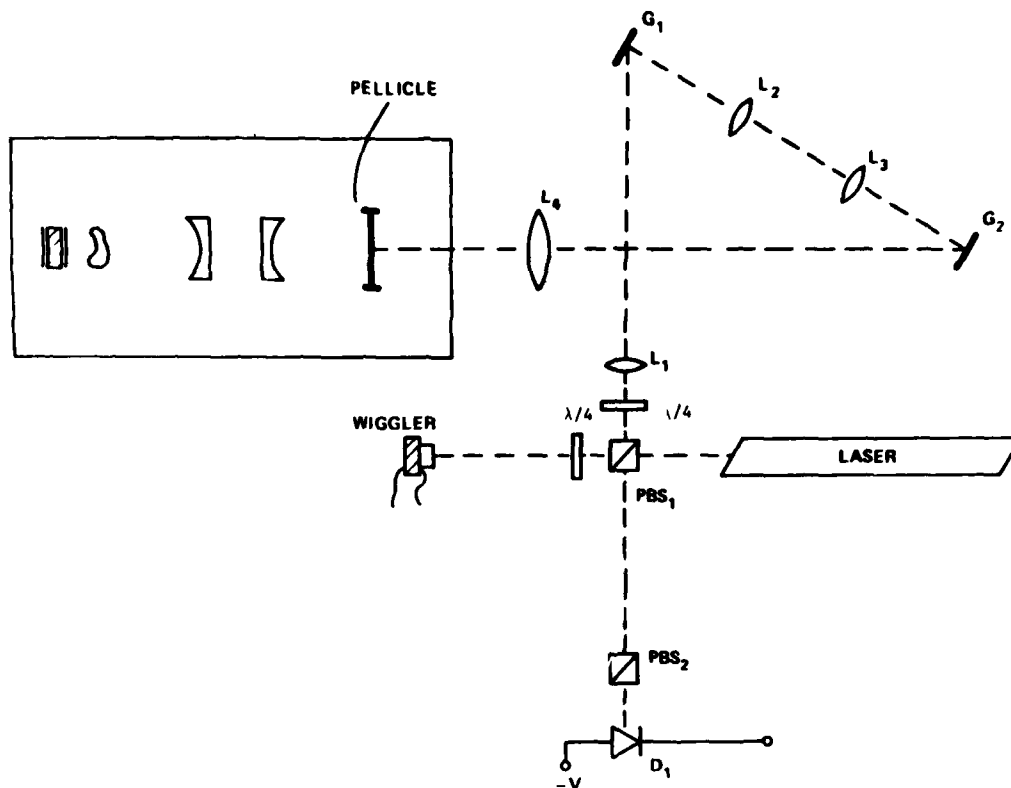 G₁
L₂
PELLICLE
L₃
L₄
G₂
L₁
λ/4
λ/4
WIGGLER
LASER
PBS₁
PBS₂
D₁
-V